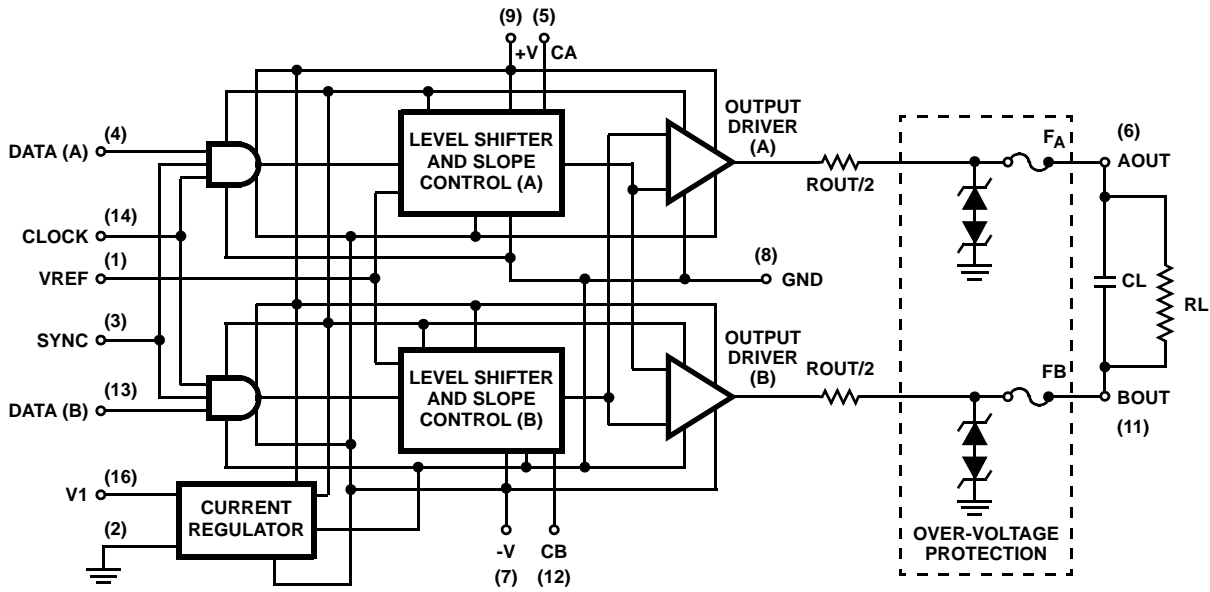 (9)
(5)
+V
CA
(4)
DATA (A)
(14)
CLOCK
(1)
VREF
(3)
SYNC
(13)
DATA (B)
(16)
V1
(2)
LEVEL SHIFTER
AND SLOPE
CONTROL (A)
OUTPUT
DRIVER
(A)
ROUT/2
FA
(6)
AOUT
(8)
GND
CL
RL
LEVEL SHIFTER
AND SLOPE
CONTROL (B)
OUTPUT
DRIVER
(B)
ROUT/2
FB
BOUT
(11)
CURRENT
REGULATOR
-V
(7)
CB
(12)
OVER-VOLTAGE
PROTECTION